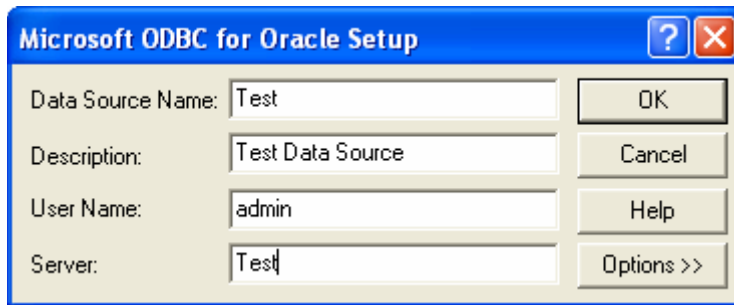 Microsoft ODBC for Oracle Setup
Data Source Name: Test OK
Description: Test Data Source Cancel
User Name: admin Help
Server: Test Options >>